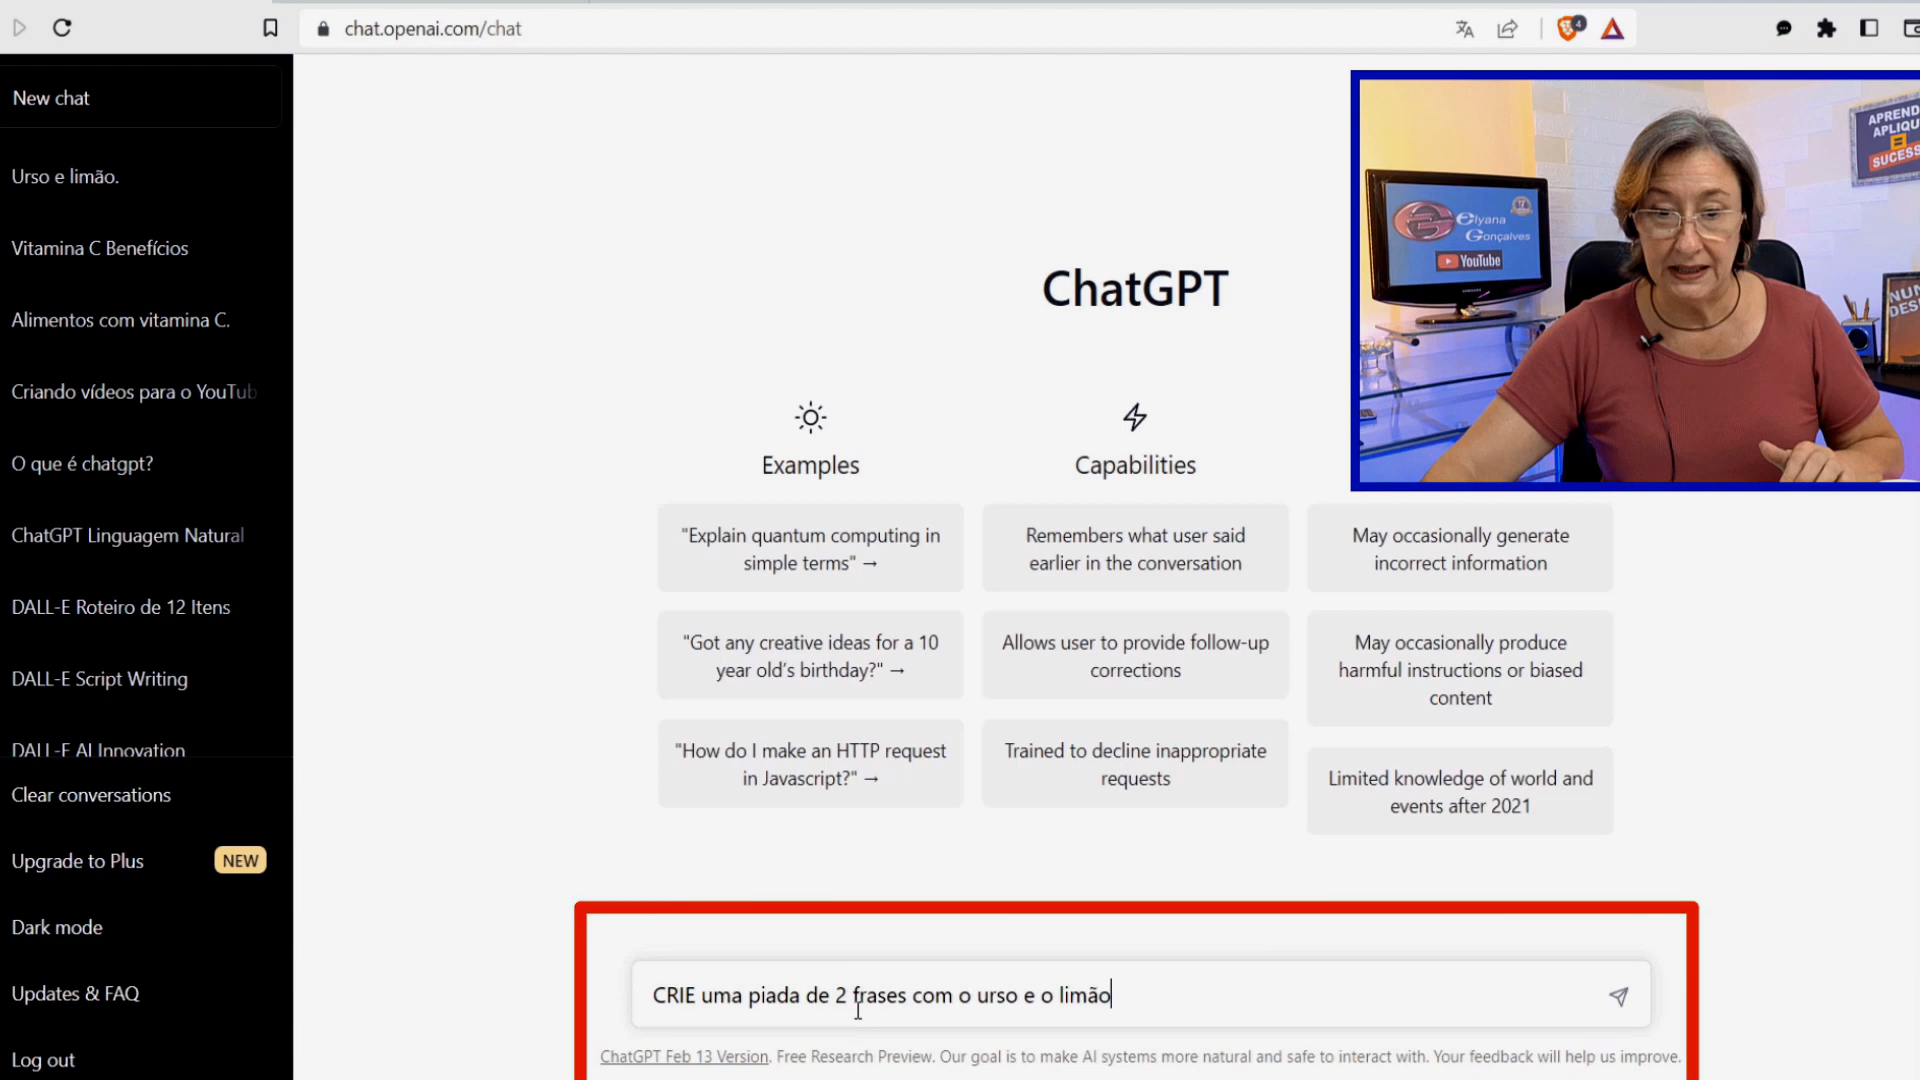 chat.openai.com/chat
4
New chat
Urso e limão.
Vitamina C Benefícios
Alimentos com vitamina C.
Criando vídeos para o YouTub
O que é chatgpt?
ChatGPT Linguagem Natural
DALL-E Roteiro de 12 Itens
DALL-E Script Writing
DALL-E AI Innovation
Clear conversations
Upgrade to Plus
NEW
Dark mode
Updates & FAQ
Log out
ChatGPT
Examples
"Explain quantum computing in
simple terms" →
"Got any creative ideas for a 10
year old's birthday?" →
"How do I make an HTTP request
in Javascript?" →
Capabilities
Remembers what user said
earlier in the conversation
Allows user to provide follow-up
corrections
Trained to decline inappropriate
requests
May occasionally generate
incorrect information
May occasionally produce
harmful instructions or biased
content
Limited knowledge of world and
events after 2021
CRIE uma piada de 2 frases com o urso e o limão
ChatGPT Feb 13 Version. Free Research Preview. Our goal is to make AI systems more natural and safe to interact with. Your feedback will help us improve.
Elyana
Gonçalves
YouTube
SAMSUNG
APREND
APLIQU
=
SUCESS
NUN
DES